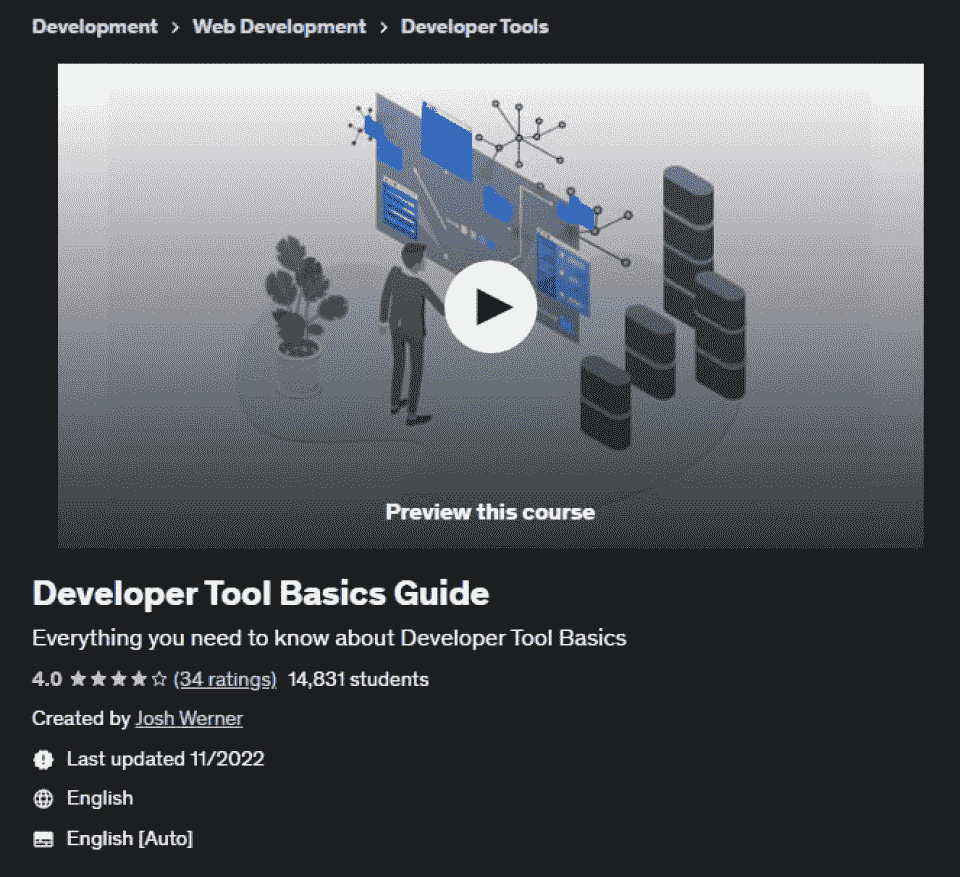 Development > Web Development > Developer Tools
Preview this course
Developer Tool Basics Guide
Everything you need to know about Developer Tool Basics
4.0 ★★★★☆ (34 ratings) 14,831 students
Created by Josh Werner
Last updated 11/2022
English
English [Auto]